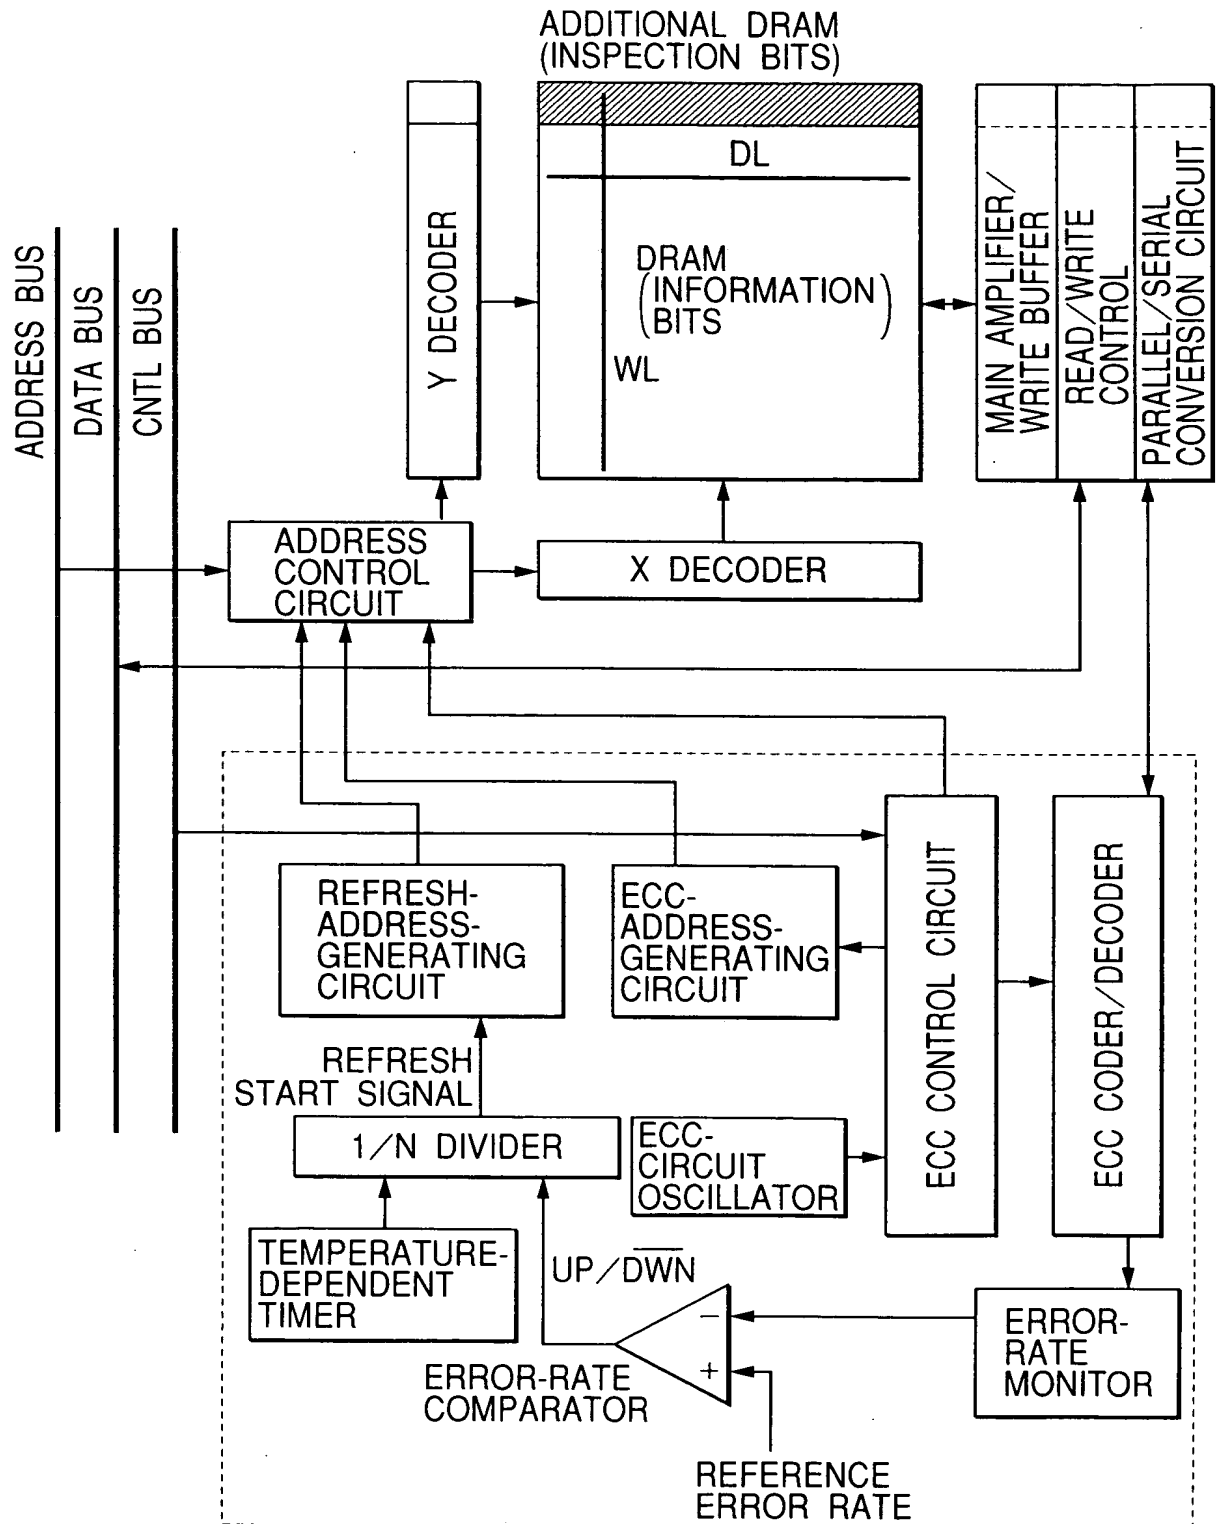 ADDITIONAL DRAM
(INSPECTION BITS)
DL
DRAM
(INFORMATION
BITS)
WL
Y DECODER
MAIN AMPLIFIER/
WRITE BUFFER
READ/WRITE
CONTROL
PARALLEL/SERIAL
CONVERSION CIRCUIT
ADDRESS BUS
DATA BUS
CNTL BUS
ADDRESS
CONTROL
CIRCUIT
X DECODER
REFRESH-
ADDRESS-
GENERATING
CIRCUIT
ECC-
ADDRESS-
GENERATING
CIRCUIT
ECC CONTROL CIRCUIT
ECC CODER/DECODER
REFRESH
START SIGNAL
1/N DIVIDER
ECC-
CIRCUIT
OSCILLATOR
TEMPERATURE-
DEPENDENT
TIMER
UP/D̅W̅N̅
−
+
ERROR-RATE
COMPARATOR
ERROR-
RATE
MONITOR
REFERENCE
ERROR RATE